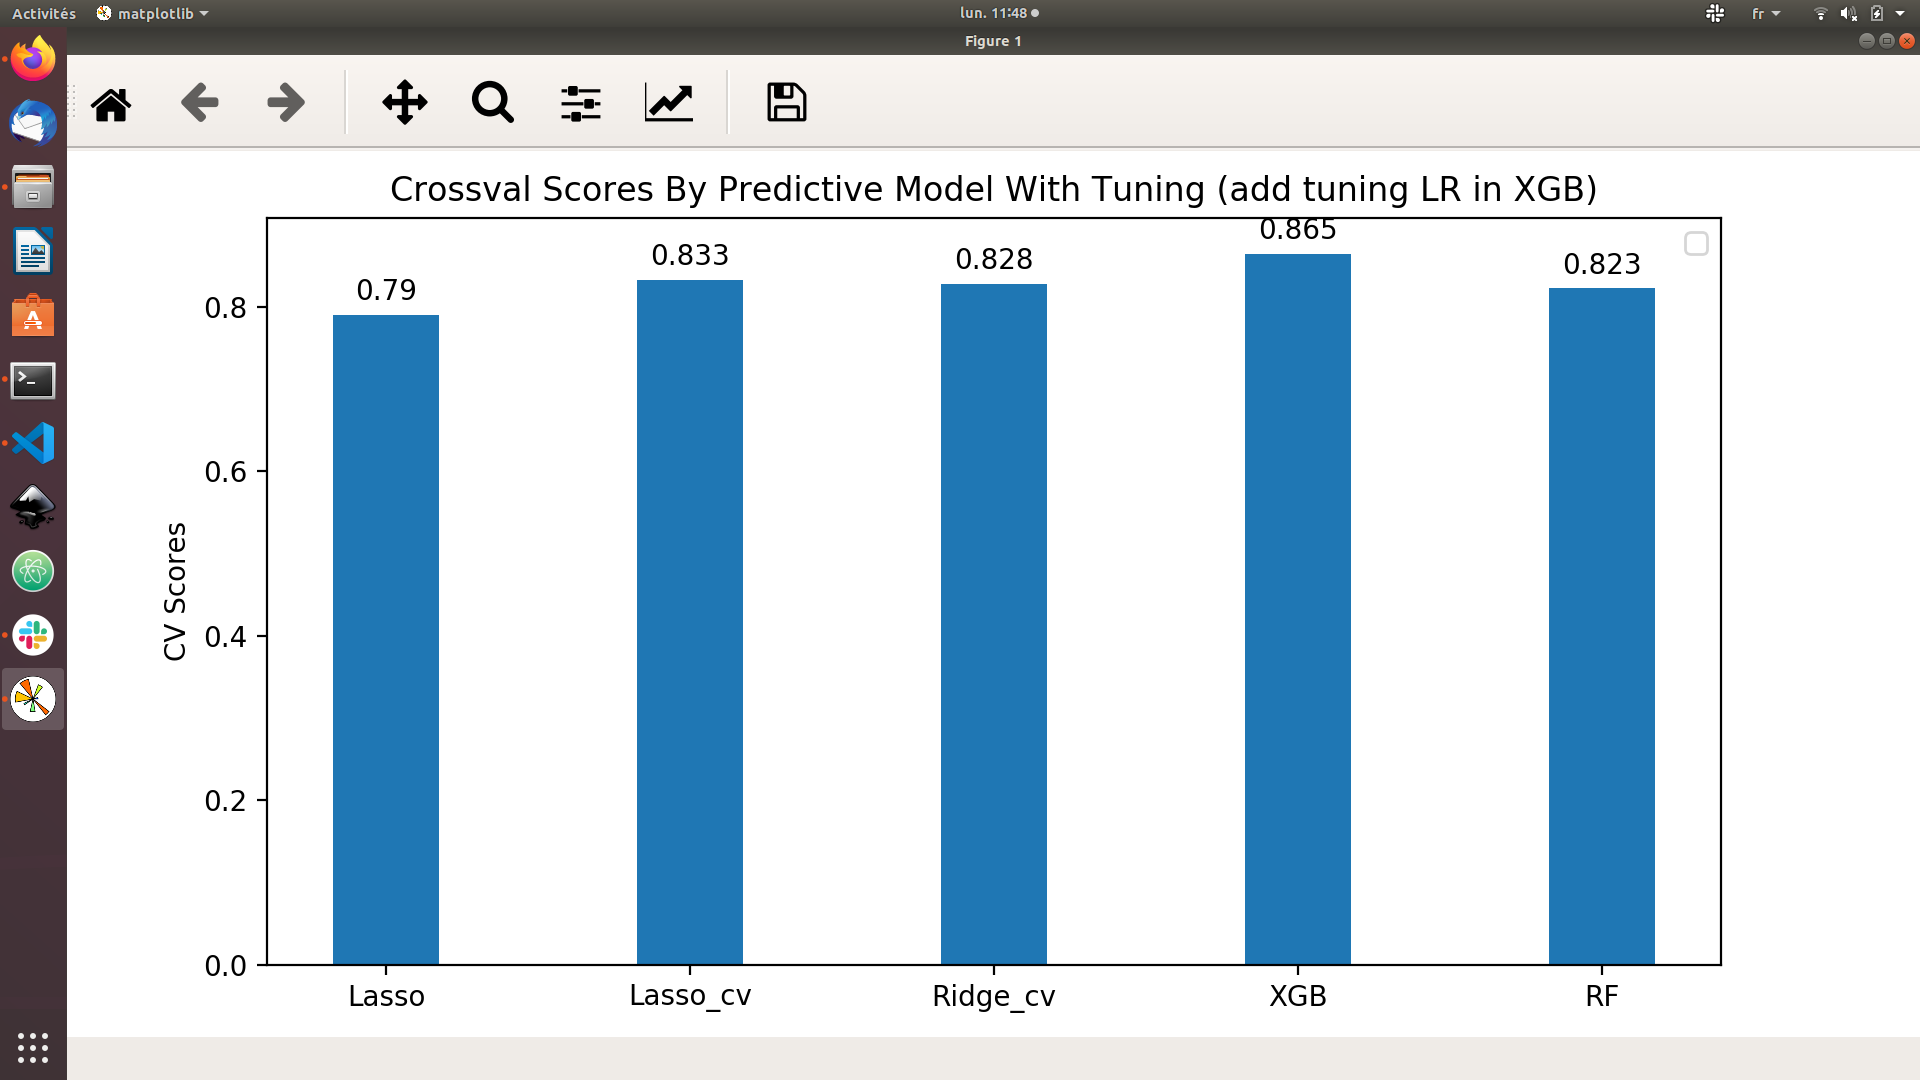 Activités
matplotlib
lun. 11:48
fr
Figure 1
Crossval Scores By Predictive Model With Tuning (add tuning LR in XGB)
0.79
0.833
0.828
0.865
0.823
0.8
0.6
0.4
0.2
0.0
CV Scores
Lasso
Lasso_cv
Ridge_cv
XGB
RF